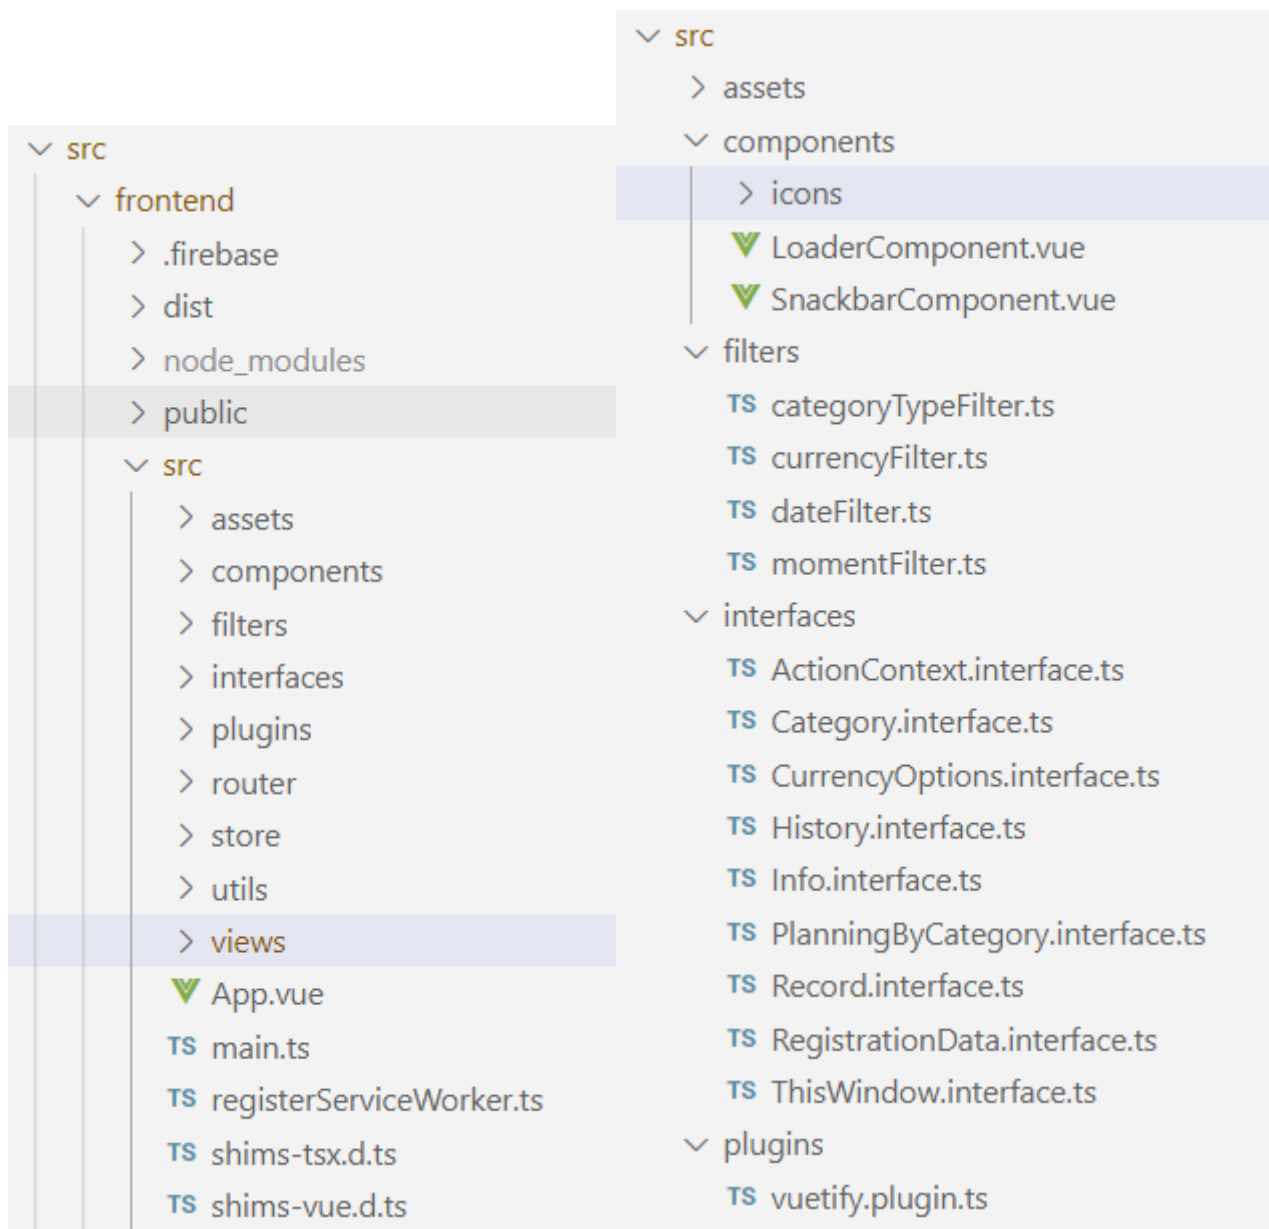 src
frontend
.firebase
dist
node_modules
public
src
assets
components
filters
interfaces
plugins
router
store
utils
views
App.vue
TS main.ts
TS registerServiceWorker.ts
TS shims-tsx.d.ts
TS shims-vue.d.ts
src
assets
components
icons
LoaderComponent.vue
SnackbarComponent.vue
filters
TS categoryTypeFilter.ts
TS currencyFilter.ts
TS dateFilter.ts
TS momentFilter.ts
interfaces
TS ActionContext.interface.ts
TS Category.interface.ts
TS CurrencyOptions.interface.ts
TS History.interface.ts
TS Info.interface.ts
TS PlanningByCategory.interface.ts
TS Record.interface.ts
TS RegistrationData.interface.ts
TS ThisWindow.interface.ts
plugins
TS vuetify.plugin.ts